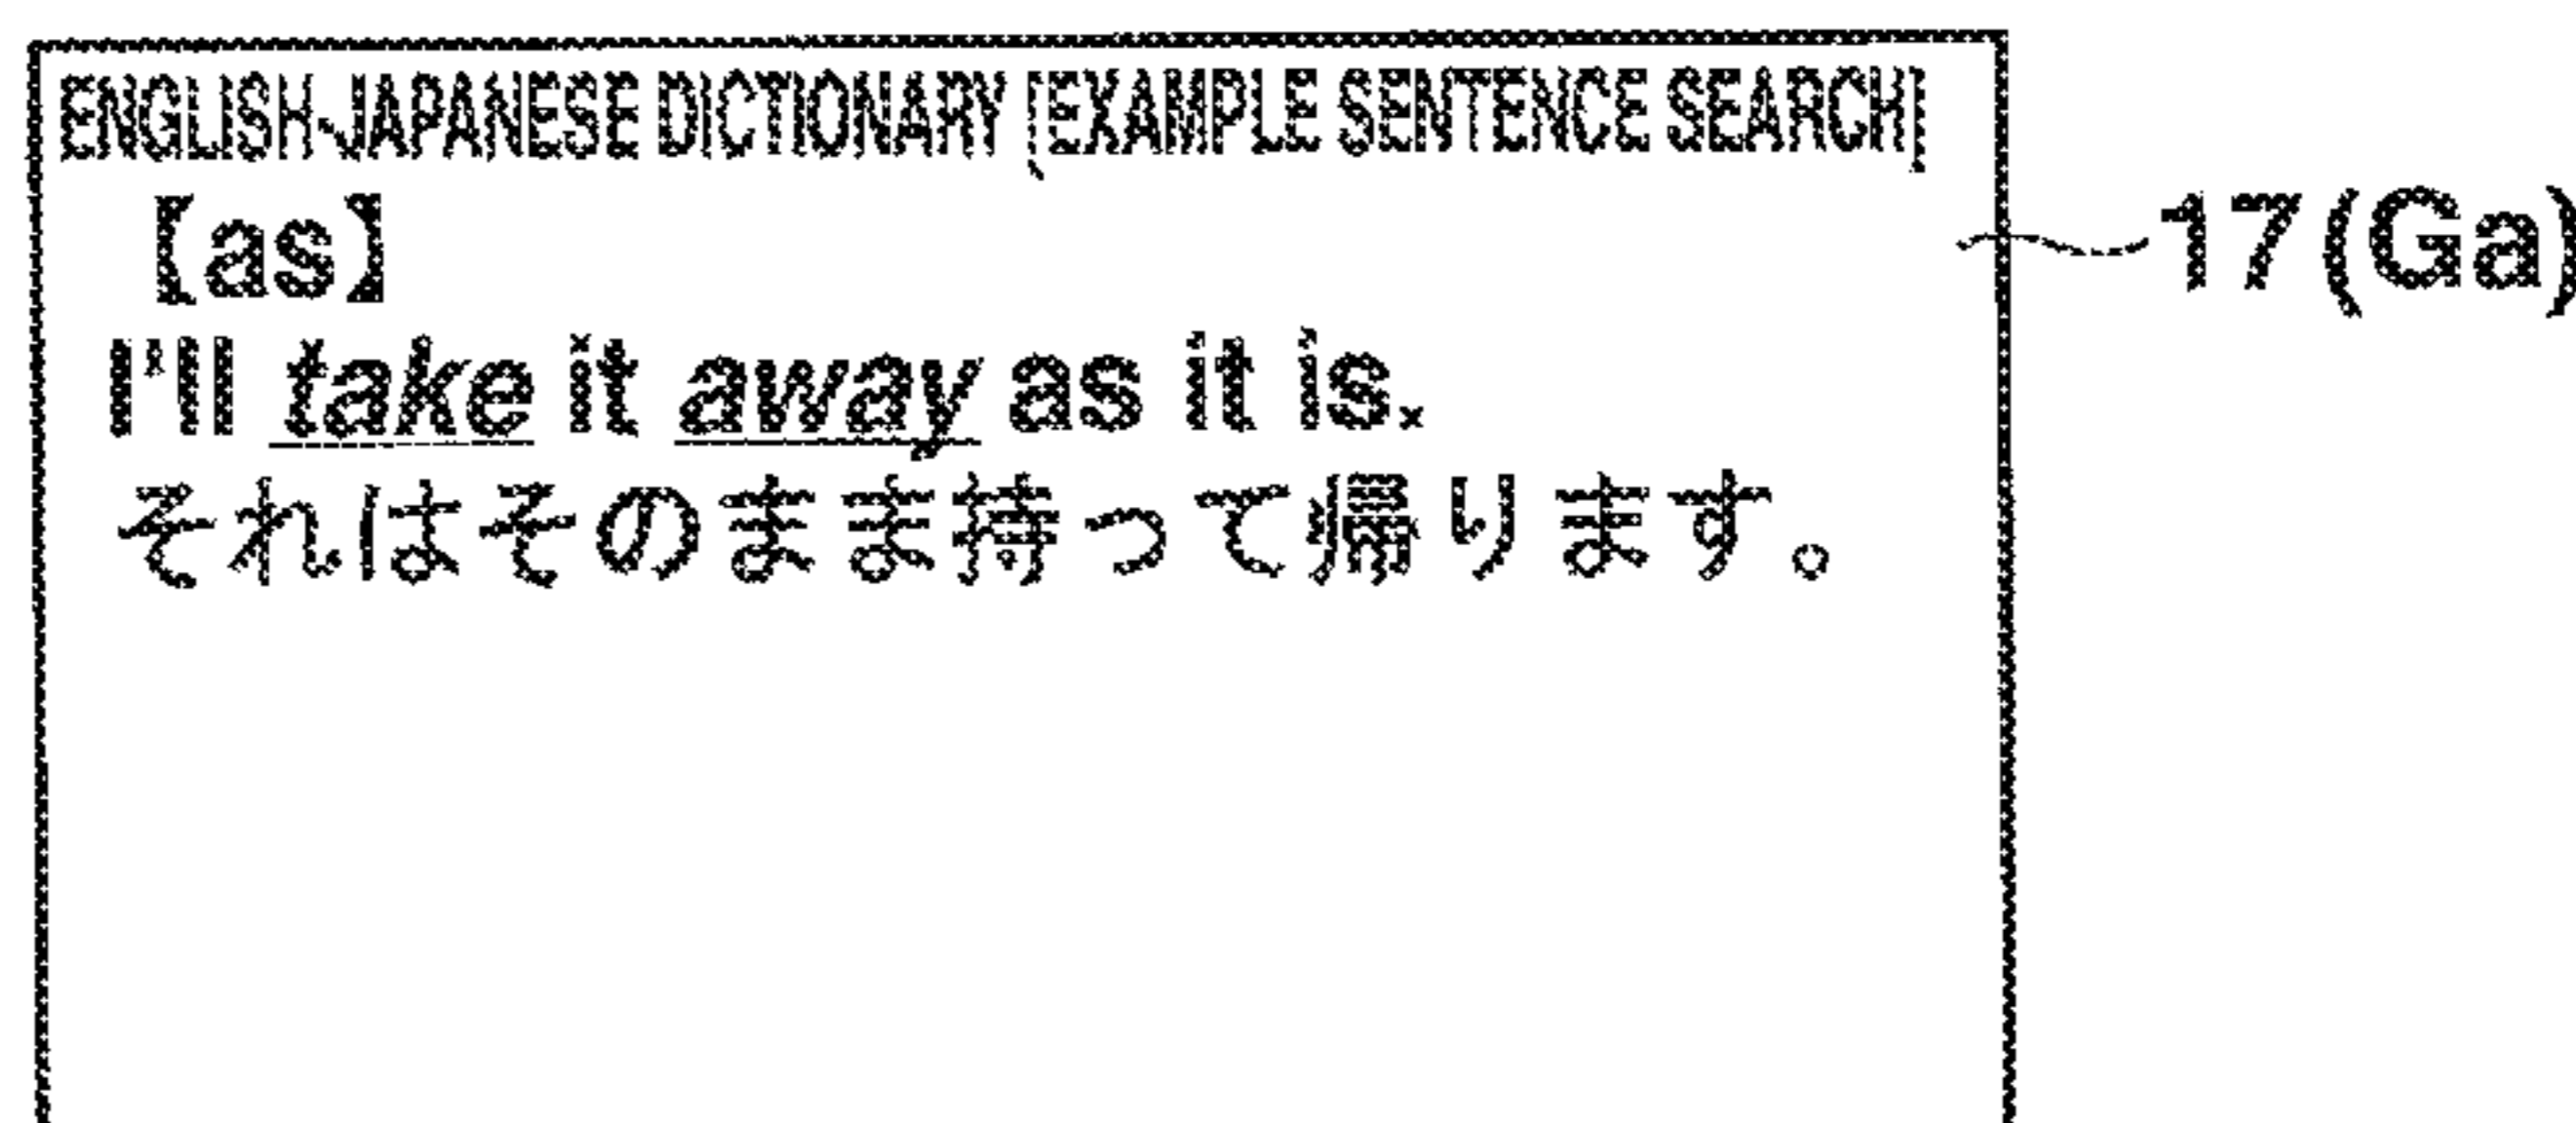 ENGLISH-JAPANESE DICTIONARY [EXAMPLE SENTENCE SEARCH]
【as】
17(Ga)
I'll take it away as it is.
それはそのまま持って帰ります。